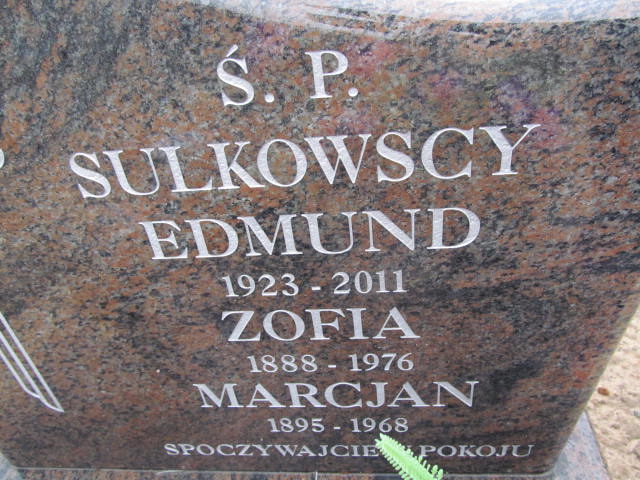 Ś. P.
SULKOWSCY
EDMUND
1923 - 2011
ZOFIA
1888 - 1976
MARCJAN
1895 - 1968
SPOCZYWAJCIE POKOJU